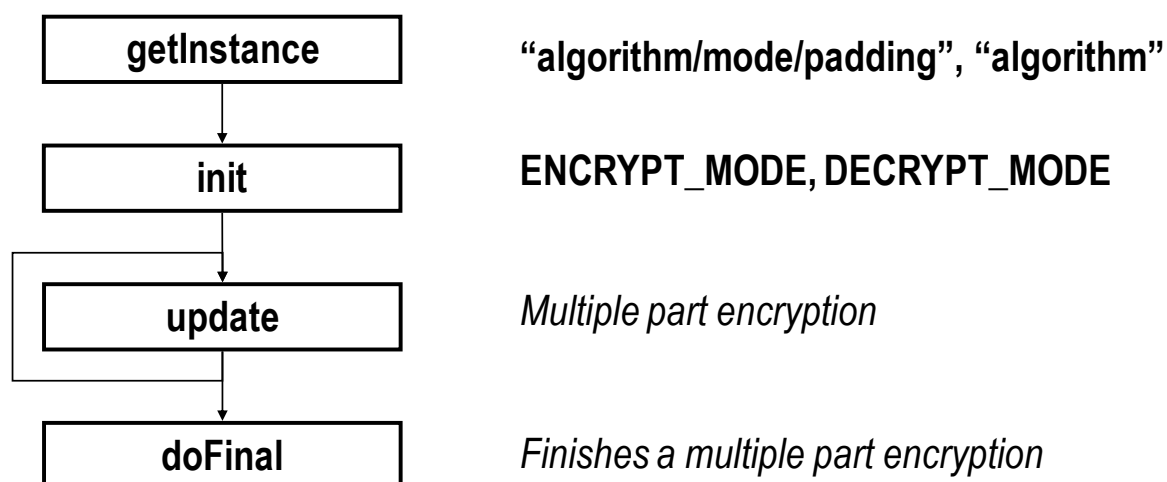 getInstance “algorithm/mode/padding”, “algorithm”
init ENCRYPT_MODE, DECRYPT_MODE
update Multiple part encryption
doFinal Finishes a multiple part encryption